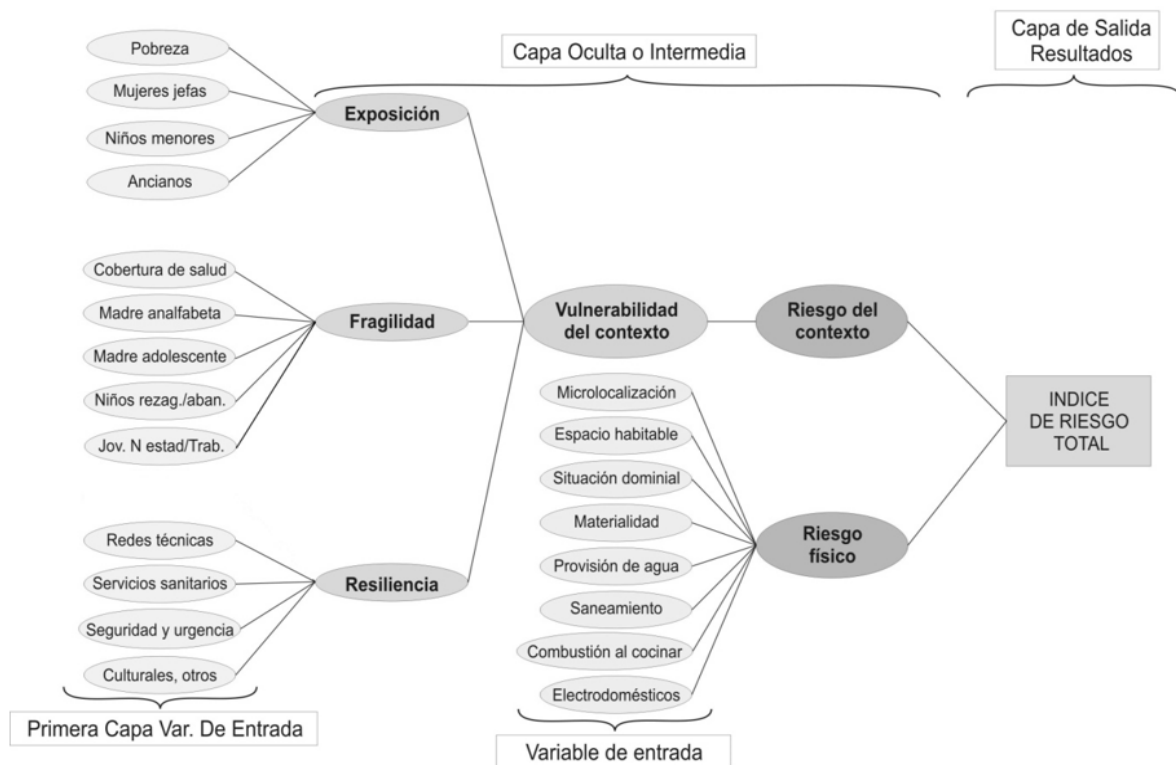 Pobreza
Mujeres jefas
Niños menores
Ancianos
Exposición
Capa Oculta o Intermedia
Capa de Salida
Resultados
Cobertura de salud
Madre analfabeta
Madre adolescente
Niños rezag./aban.
Jov. N estad/Trab.
Fragilidad
Vulnerabilidad
del contexto
Riesgo del
contexto
Redes técnicas
Servicios sanitarios
Seguridad y urgencia
Culturales, otros
Resiliencia
Microlocalización
Espacio habitable
Situación dominial
Materialidad
Provisión de agua
Saneamiento
Combustión al cocinar
Electrodomésticos
Riesgo
físico
INDICE
DE RIESGO
TOTAL
Primera Capa Var. De Entrada
Variable de entrada